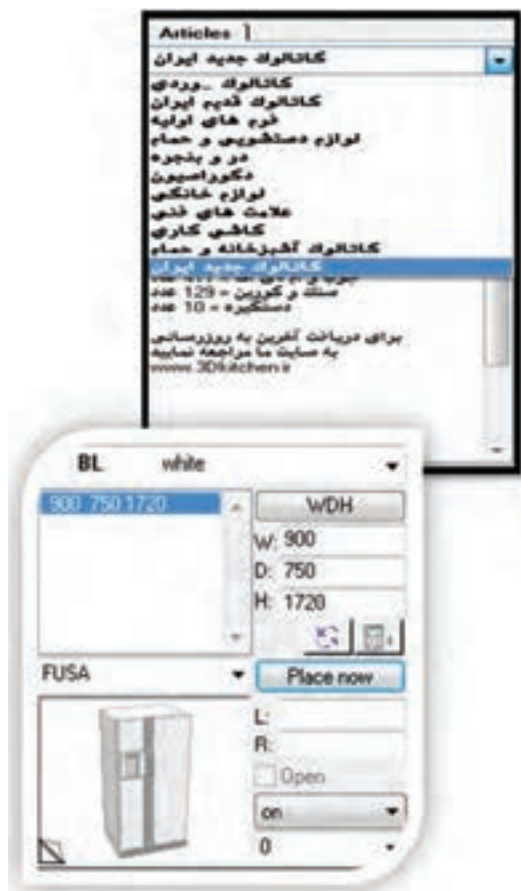 Articles
کاتالوگ جدید ایران
کاتالوگ _وردی
کاتالوگ قدیم ایران
فرم های اولیه
لوازم دستشویی و حمام
در و پنجره
دکوراسیون
لوازم خانگی
علامت های فنی
کاشی کاری
کاتالوگ آشپزخانه و حمام
کاتالوگ جدید ایران
سنگ و کورین = 129 عدد
دستگیره = 10 عدد
برای دریافت آخرین به روزرسانی
به سایت ما مراجعه نمایید
www.3Dkitchen.ir
BL white
900 750 1720
WDH
W: 900
D: 750
H: 1720
FUSA
Place now
L:
R:
Open
on
0